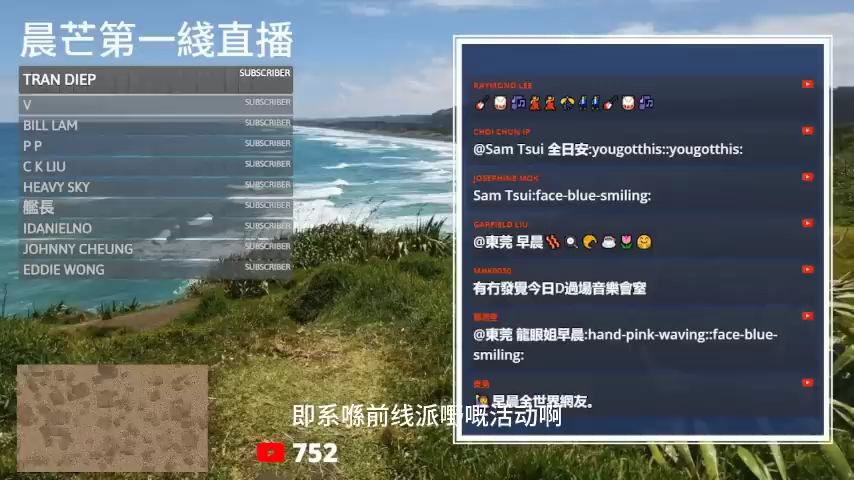 晨芒第一綫直播
TRAN DIEP SUBSCRIBER
V SUBSCRIBER
BILL LAM SUBSCRIBER
P P SUBSCRIBER
C K LIU SUBSCRIBER
HEAVY SKY SUBSCRIBER
艦長 SUBSCRIBER
IDANIELNO SUBSCRIBER
JOHNNY CHEUNG SUBSCRIBER
EDDIE WONG SUBSCRIBER
RAYMOND LEE
CHOI CHUN IP
@Sam Tsui 全日安:yougotthis::yougotthis:
JOSEPHINE MOK
Sam Tsui:face-blue-smiling:
GARFIELD LIU
@東莞 早晨
MHK0030
有冇發覺今日D過場音樂會窒
@東莞 龍眼姐早晨:hand-pink-waving::face-blue-
smiling:
早晨全世界網友。
即系喺前线派嘢嘅活动啊
752